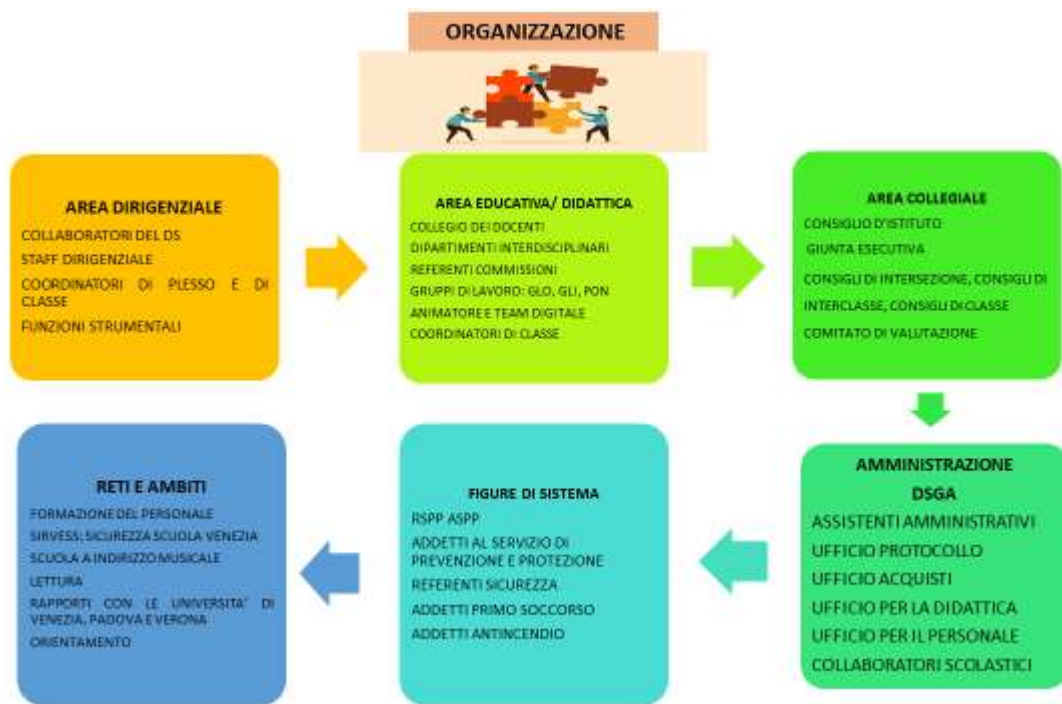 ORGANIZZAZIONE
AREA DIRIGENZIALE
COLLABORATORI DEL DS
STAFF DIRIGENZIALE
COORDINATORI DI PLESSO E DI
CLASSE
FUNZIONI STRUMENTALI
AREA EDUCATIVA/ DIDATTICA
COLLEGIO DEI DOCENTI
DIPARTIMENTI INTERDISCIPLINARI
REFERENTI COMMISSIONI
GRUPPI DI LAVORO: GLO, GLI, PON
ANIMATORE E TEAM DIGITALE
COORDINATORI DI CLASSE
AREA COLLEGIALE
CONSIGLIO D'ISTITUTO
GIUNTA ESECUTIVA
CONSIGLI DI INTERSEZIONE, CONSIGLI DI
INTERCLASSE, CONSIGLI DI CLASSE
COMITATO DI VALUTAZIONE
AMMINISTRAZIONE
DSGA
ASSISTENTI AMMINISTRATIVI
UFFICIO PROTOCOLLO
UFFICIO ACQUISTI
UFFICIO PER LA DIDATTICA
UFFICIO PER IL PERSONALE
COLLABORATORI SCOLASTICI
FIGURE DI SISTEMA
RSPP ASPP
ADDETTI AL SERVIZIO DI
PREVENZIONE E PROTEZIONE
REFERENTI SICUREZZA
ADDETTI PRIMO SOCCORSO
ADDETTI ANTINCENDIO
RETI E AMBITI
FORMAZIONE DEL PERSONALE
SIRVESS: SICUREZZA SCUOLA VENEZIA
SCUOLA A INDIRIZZO MUSICALE
LETTURA
RAPPORTI CON LE UNIVERSITA' DI
VENEZIA, PADOVA E VERONA
ORIENTAMENTO